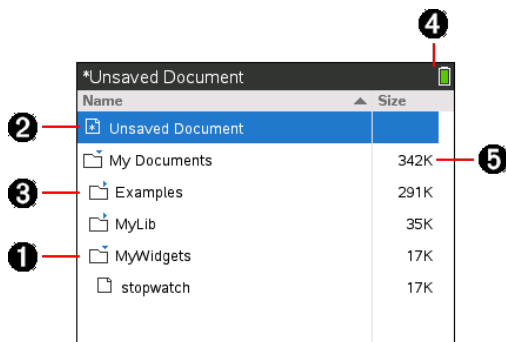 4
*Unsaved Document
Name Size
2 Unsaved Document
My Documents 342K 5
3 Examples 291K
MyLib 35K
1 MyWidgets 17K
stopwatch 17K